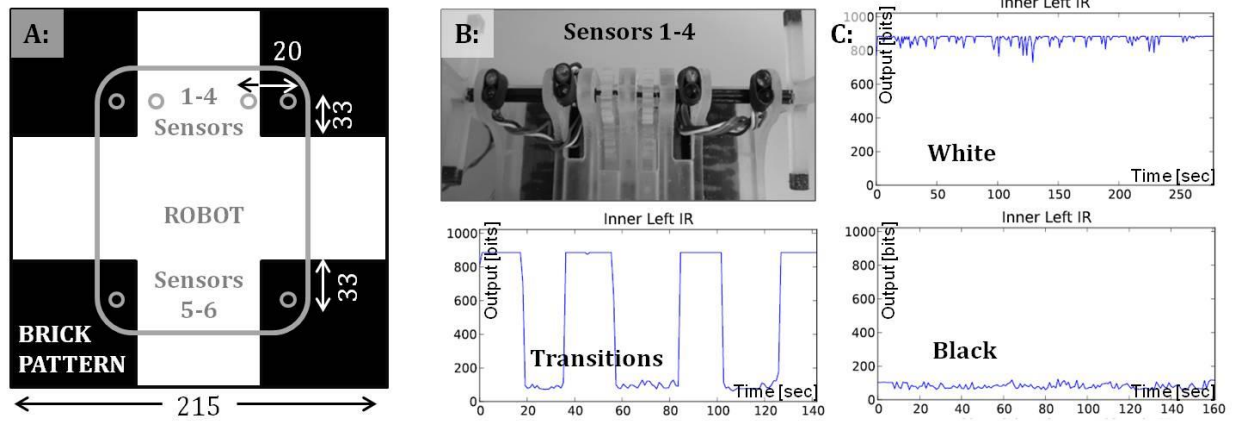 A:
20
1-4
Sensors
33
ROBOT
Sensors
5-6
33
BRICK
PATTERN
215
B:
Sensors 1-4
Inner Left IR
Output [bits]
1000
800
600
400
200
0
Transitions
Time [sec]
0 20 40 60 80 100 120 140
C:
Inner Left IR
Output [bits]
1000
800
600
400
200
0
White
Time [sec]
0 50 100 150 200 250
Inner Left IR
Output [bits]
1000
800
600
400
200
0
Black
Time [sec]
0 20 40 60 80 100 120 140 160